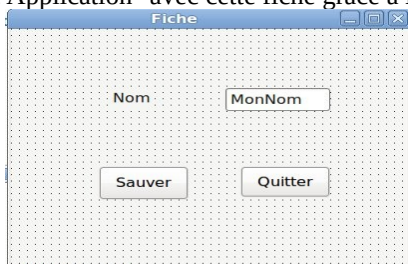 Application" avec cette fiche grâce à
Fiche
Nom MonNom
Sauver Quitter